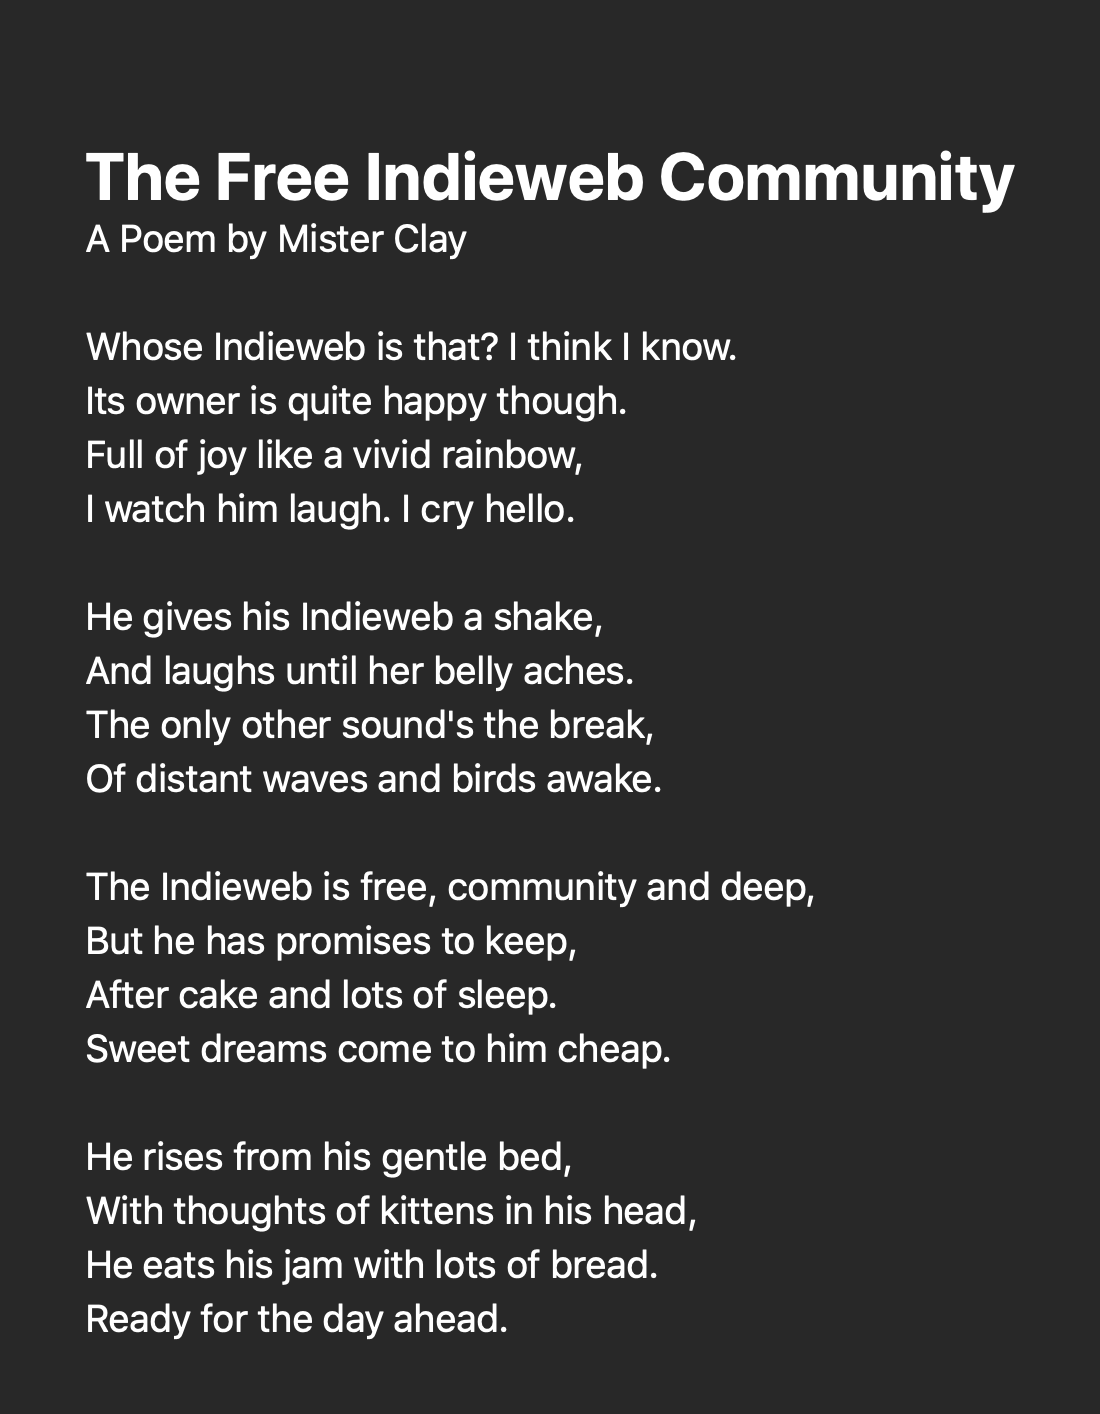 The Free Indieweb Community
A Poem by Mister Clay
Whose Indieweb is that? I think I know.
Its owner is quite happy though.
Full of joy like a vivid rainbow,
I watch him laugh. I cry hello.
He gives his Indieweb a shake,
And laughs until her belly aches.
The only other sound's the break,
Of distant waves and birds awake.
The Indieweb is free, community and deep,
But he has promises to keep,
After cake and lots of sleep.
Sweet dreams come to him cheap.
He rises from his gentle bed,
With thoughts of kittens in his head,
He eats his jam with lots of bread.
Ready for the day ahead.